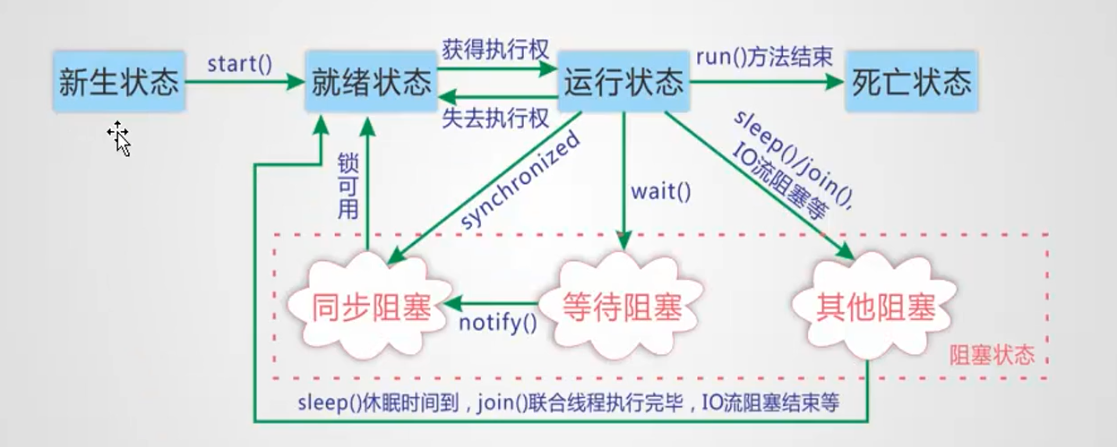 新生状态
start()
就绪状态
获得执行权
失去执行权
运行状态
run()方法结束
死亡状态
锁可用
synchronized
wait()
sleep()/join(),
IO流阻塞等
同步阻塞
notify()
等待阻塞
其他阻塞
阻塞状态
sleep()休眠时间到，join()联合线程执行完毕，IO流阻塞结束等